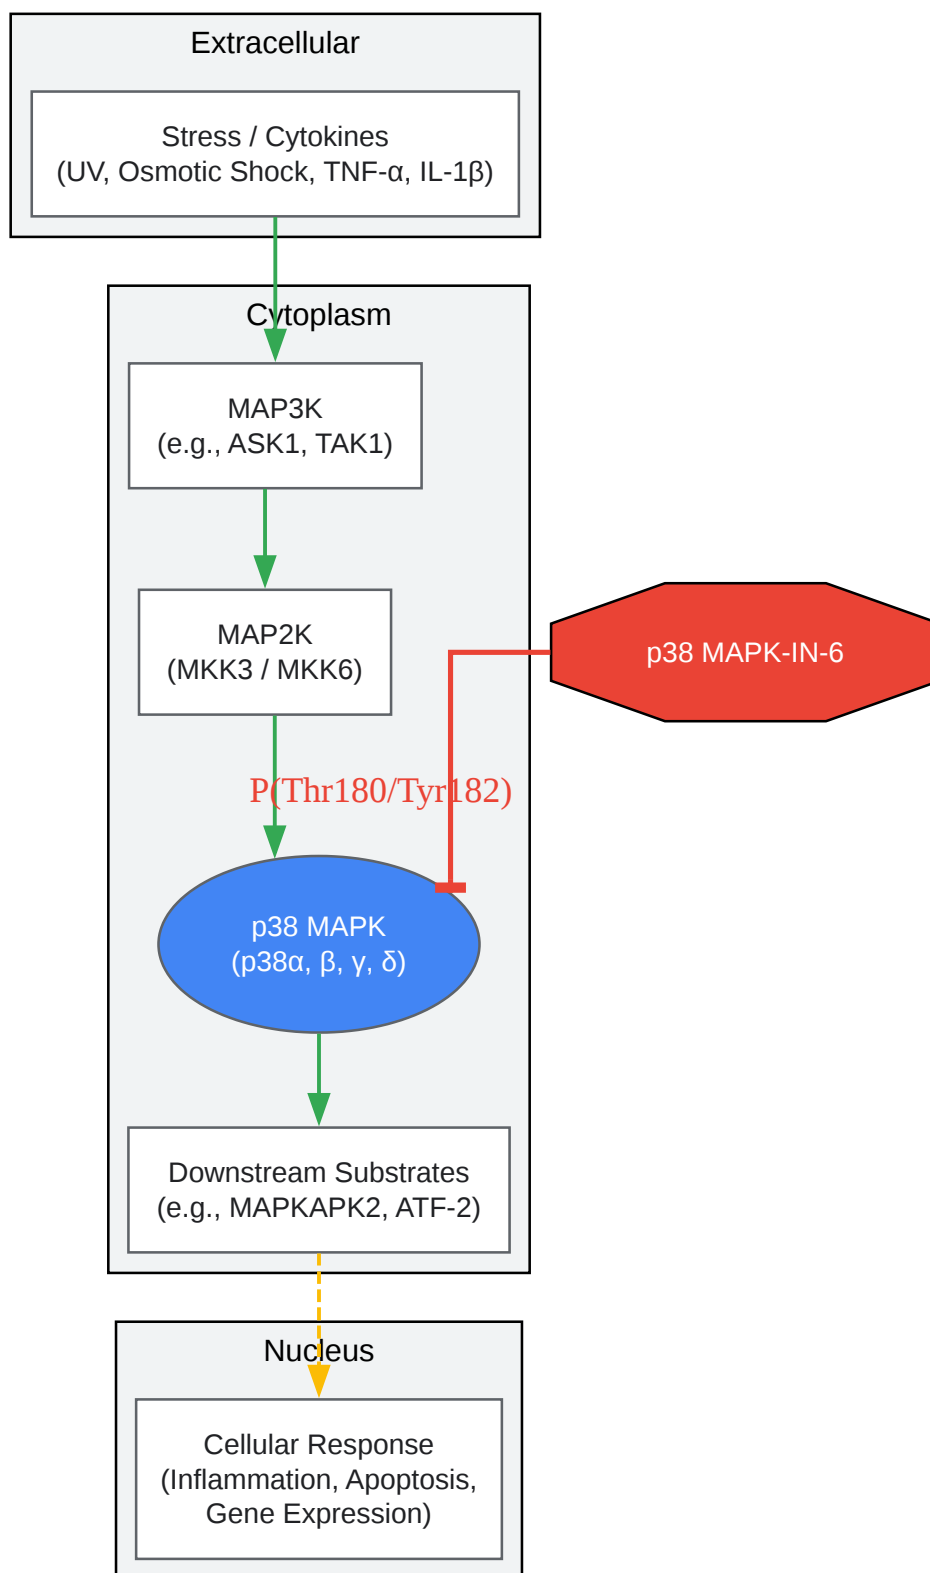 Extracellular
Stress / Cytokines
(UV, Osmotic Shock, TNF-α, IL-1β)
Cytoplasm
MAP3K
(e.g., ASK1, TAK1)
MAP2K
(MKK3 / MKK6)
p38 MAPK-IN-6
P(Thr180/Tyr182)
p38 MAPK
(p38α, β, γ, δ)
Downstream Substrates
(e.g., MAPKAPK2, ATF-2)
Nucleus
Cellular Response
(Inflammation, Apoptosis,
Gene Expression)